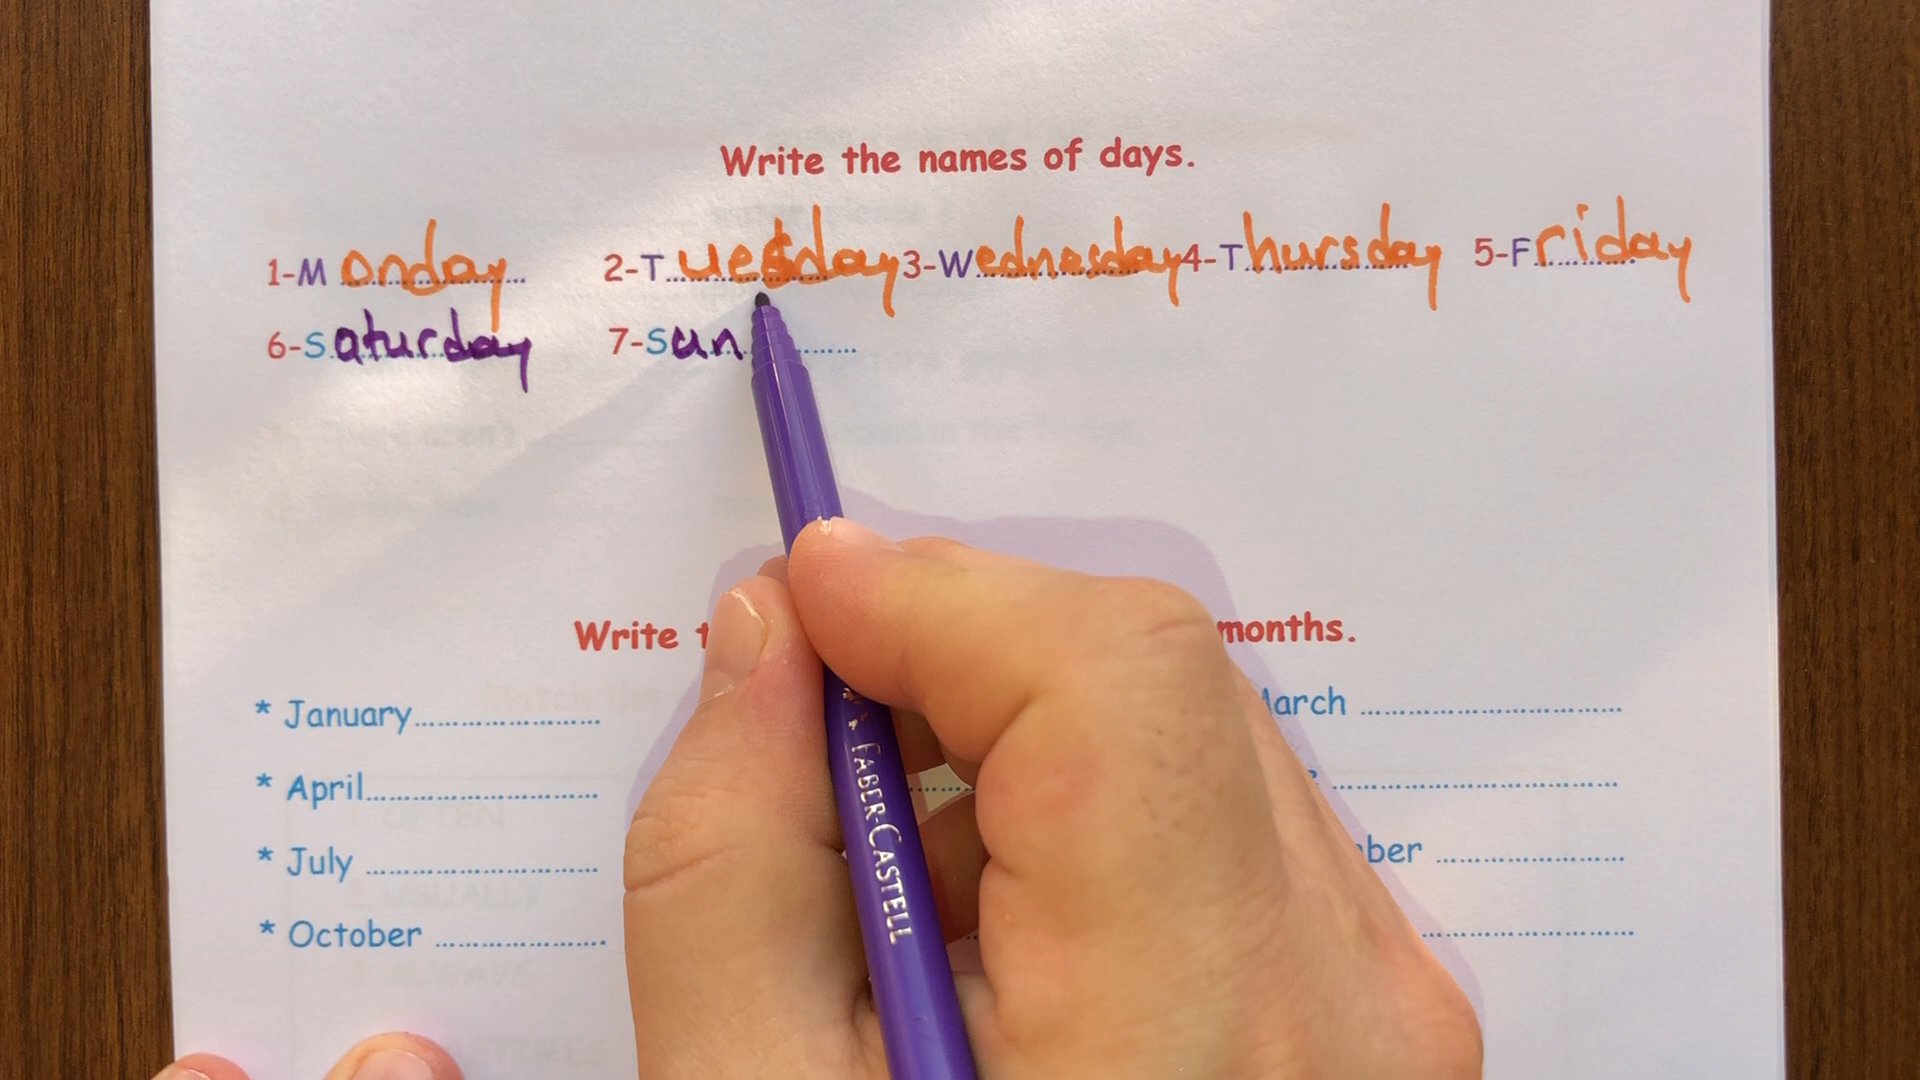 Write the names of days.
1-Monday 2-Tuesday 3-Wednesday 4-Thursday 5-Friday
6-Saturday 7-Sun
Write months.
* January March
* April
* July
* October
FABER-CASTELL